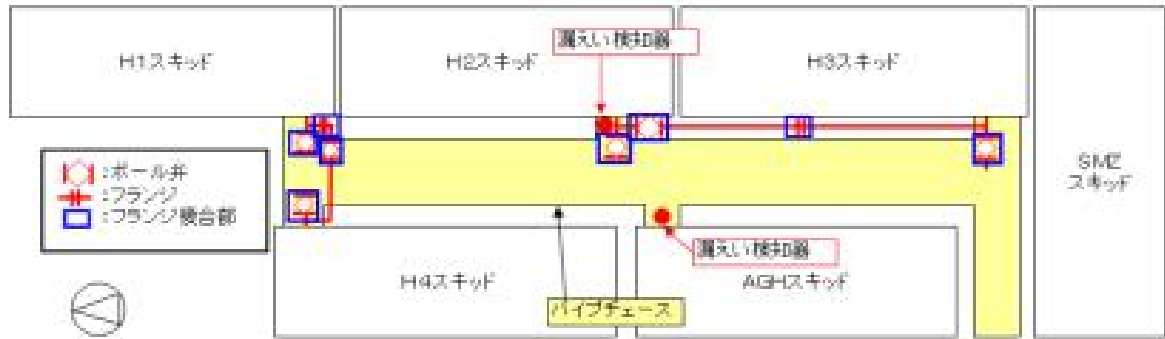 H1スキッド
H2スキッド
漏えい検知器
H3スキッド
SMZ
スキッド
:ボール弁
:フランジ
:フランジ接合部
漏えい検知器
H4スキッド
AGHスキッド
パイプチェース